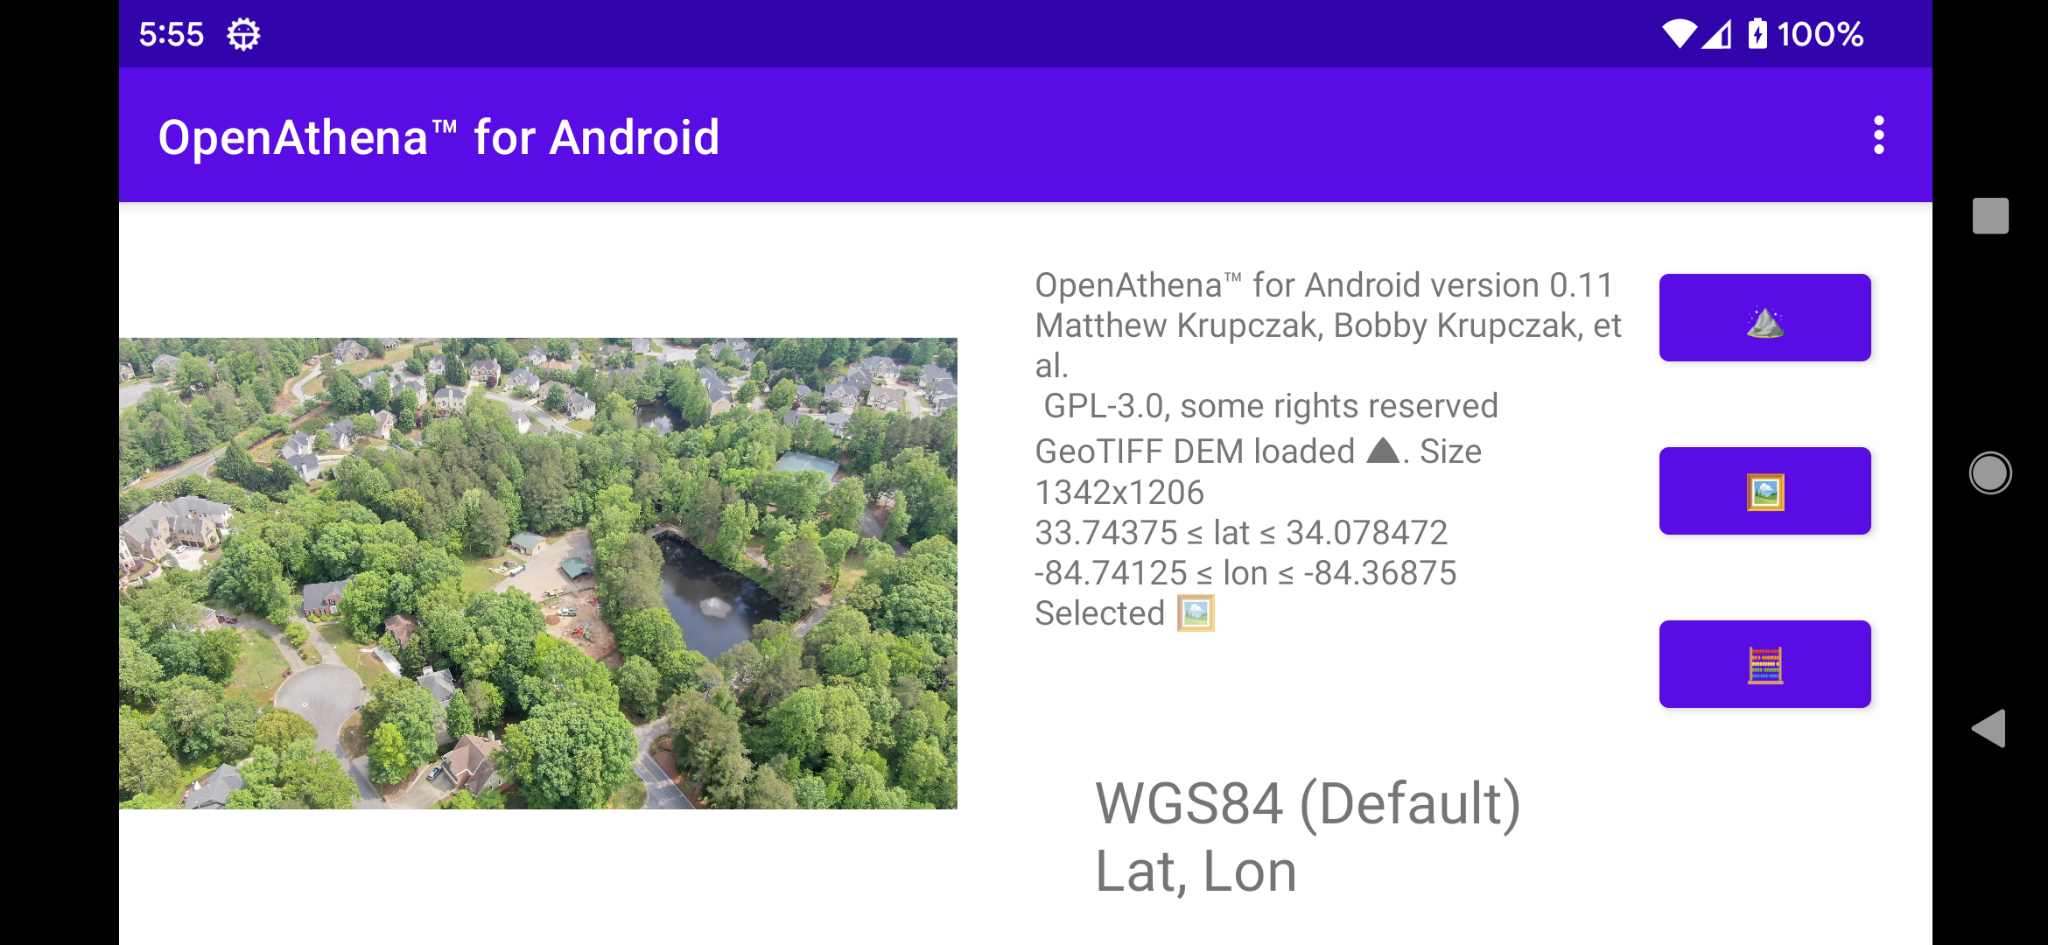 5:55
100%
OpenAthena™ for Android
OpenAthena™ for Android version 0.11
Matthew Krupczak, Bobby Krupczak, et
al.
GPL-3.0, some rights reserved
GeoTIFF DEM loaded ▲. Size
1342x1206
33.74375 ≤ lat ≤ 34.078472
-84.74125 ≤ lon ≤ -84.36875
Selected 🖼️
WGS84 (Default)
Lat, Lon